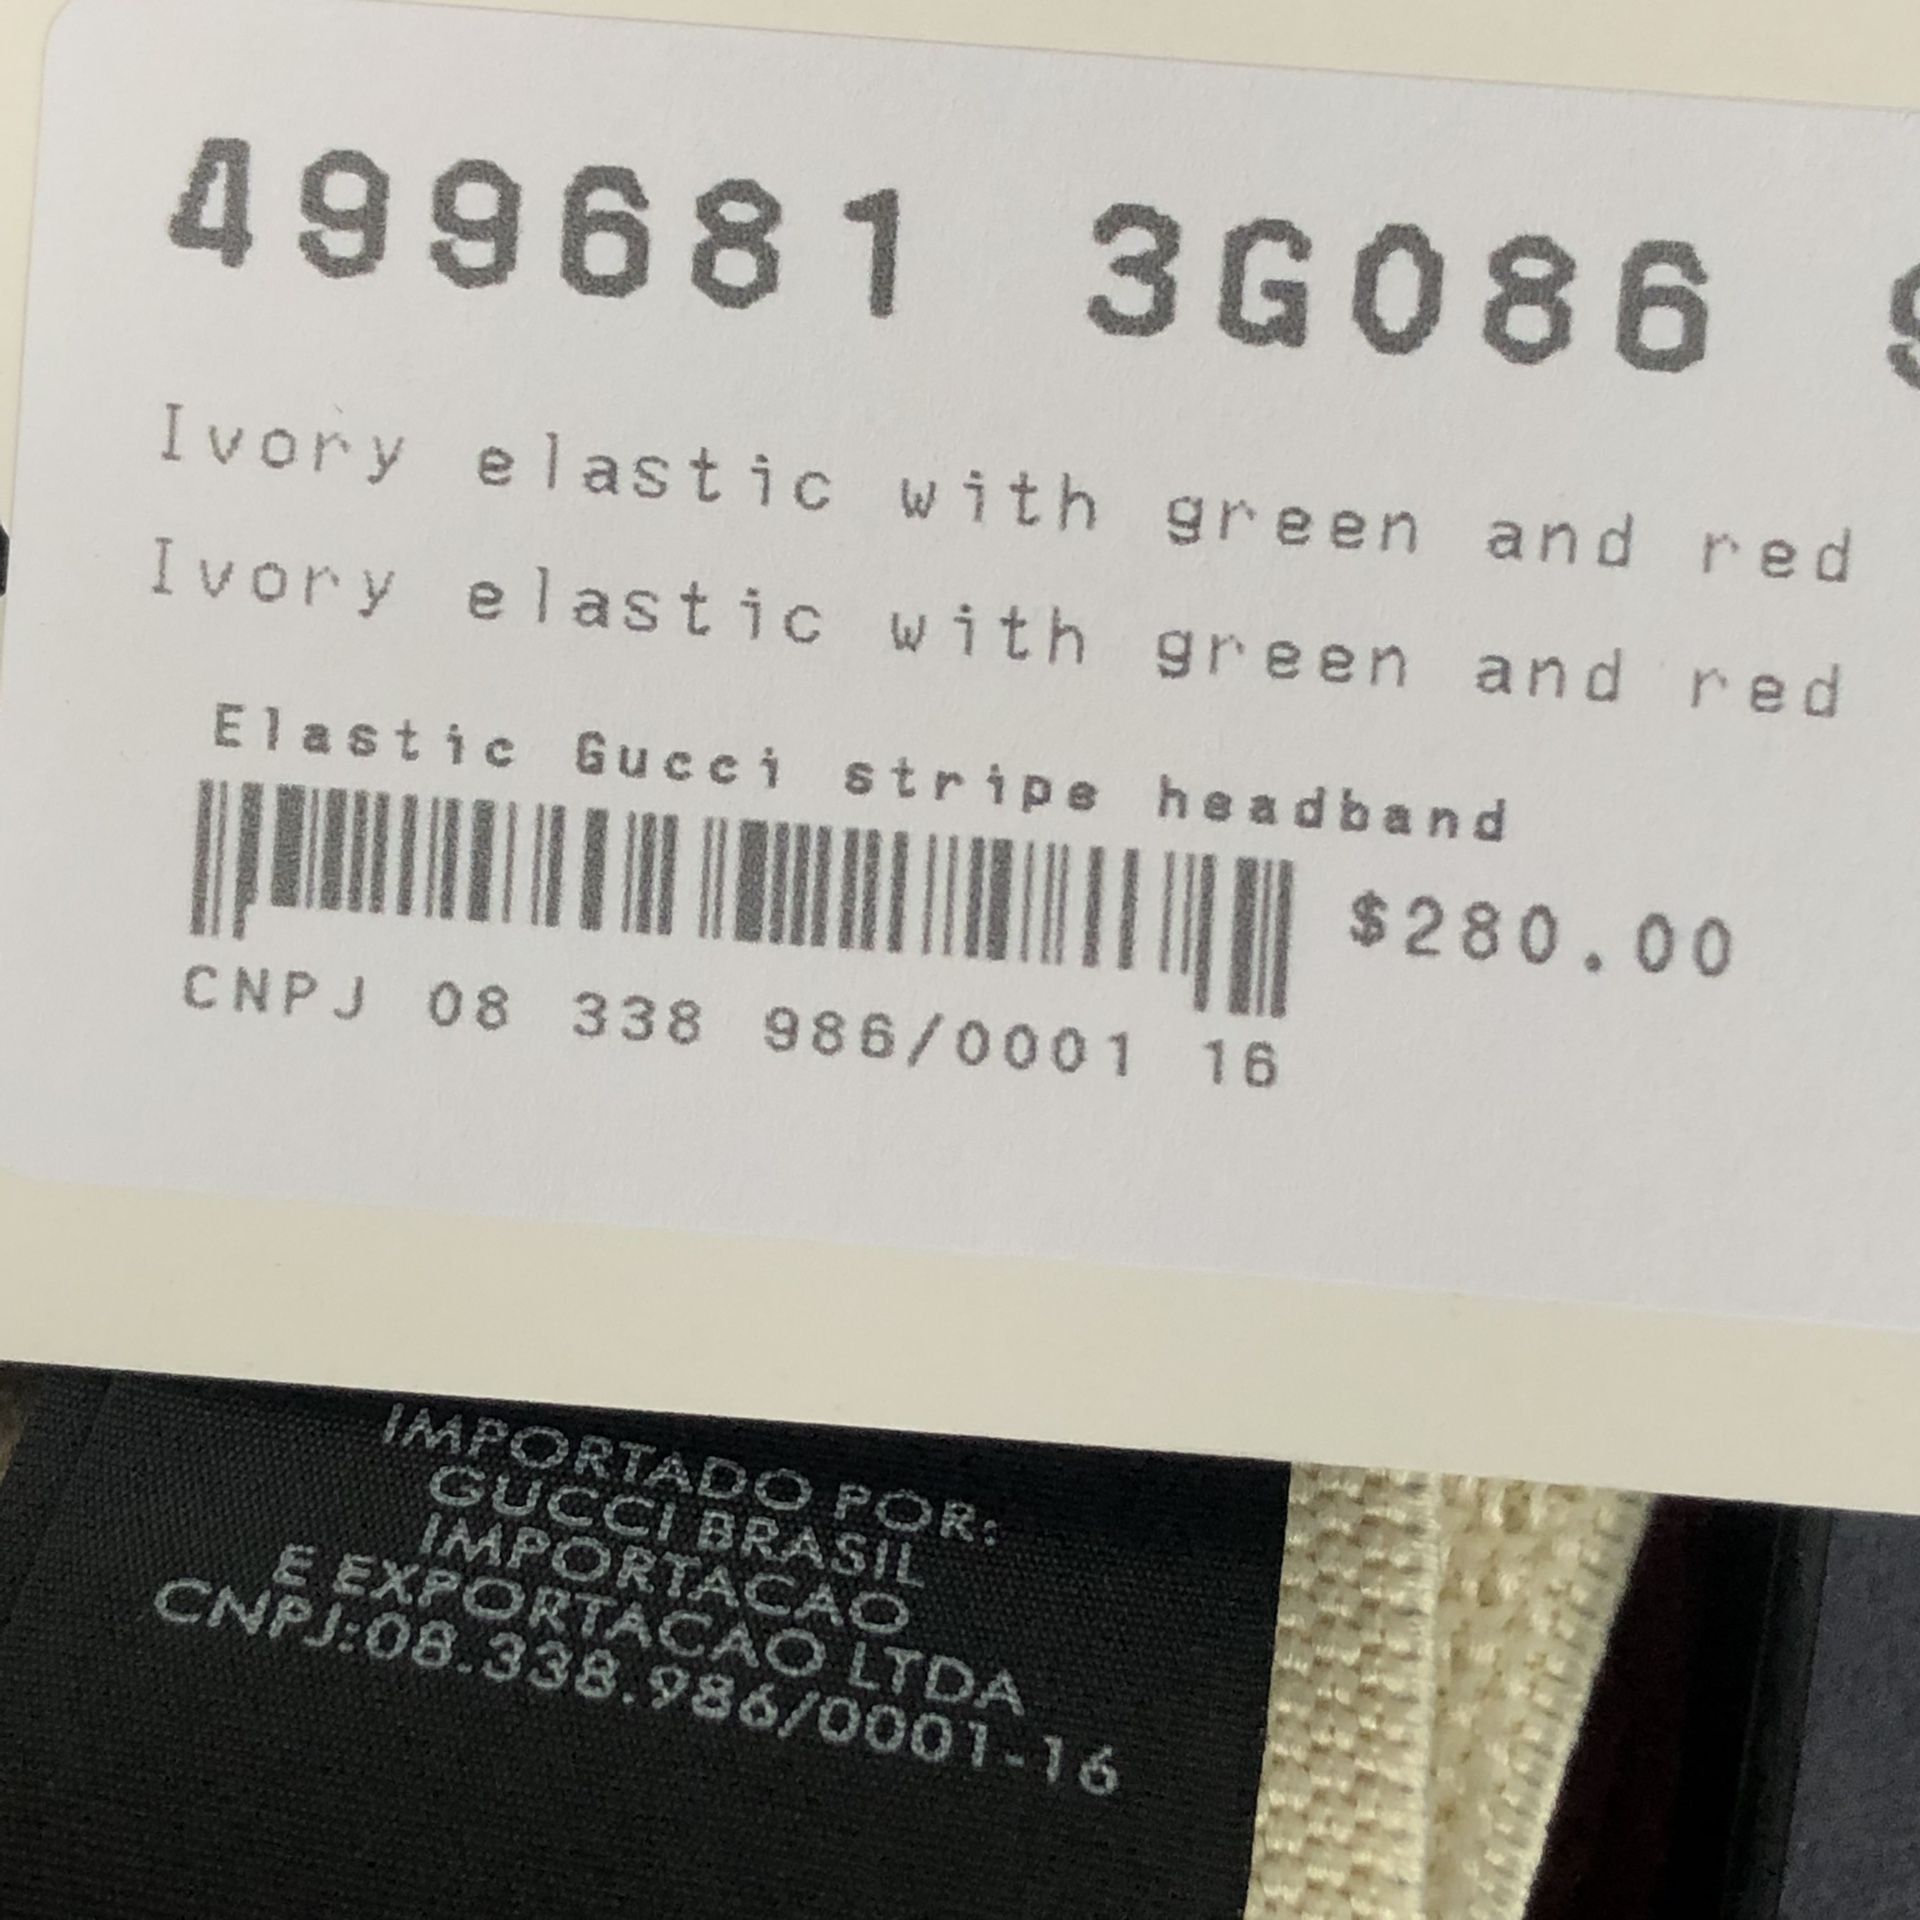 499681 3G086
Ivory elastic with green and red
Ivory elastic with green and red
Elastic Gucci stripe headband
$280.00
CNPJ 08 338 986/0001 16
IMPORTADO POR:
GUCCI BRASIL
IMPORTACAO
E EXPORTACAO LTDA
CNPJ:08.338.986/0001-16